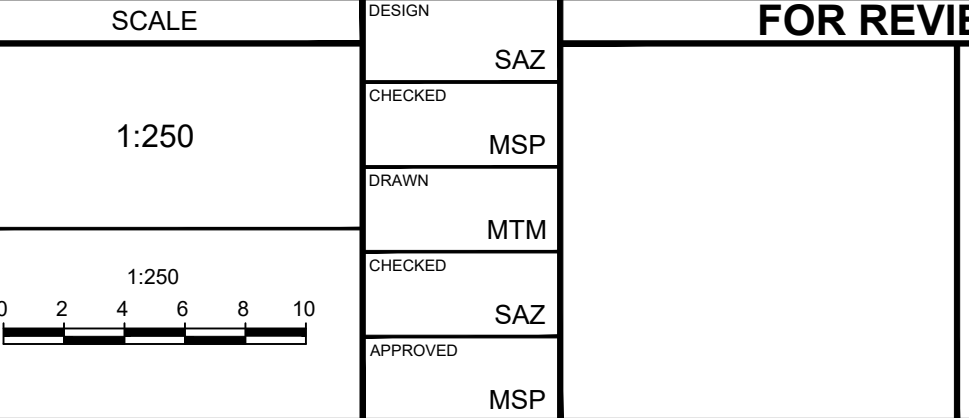 SCALE
1:250
1:250
0 2 4 6 8 10
DESIGN
SAZ
CHECKED
MSP
DRAWN
MTM
CHECKED
SAZ
APPROVED
MSP
FOR REVIE